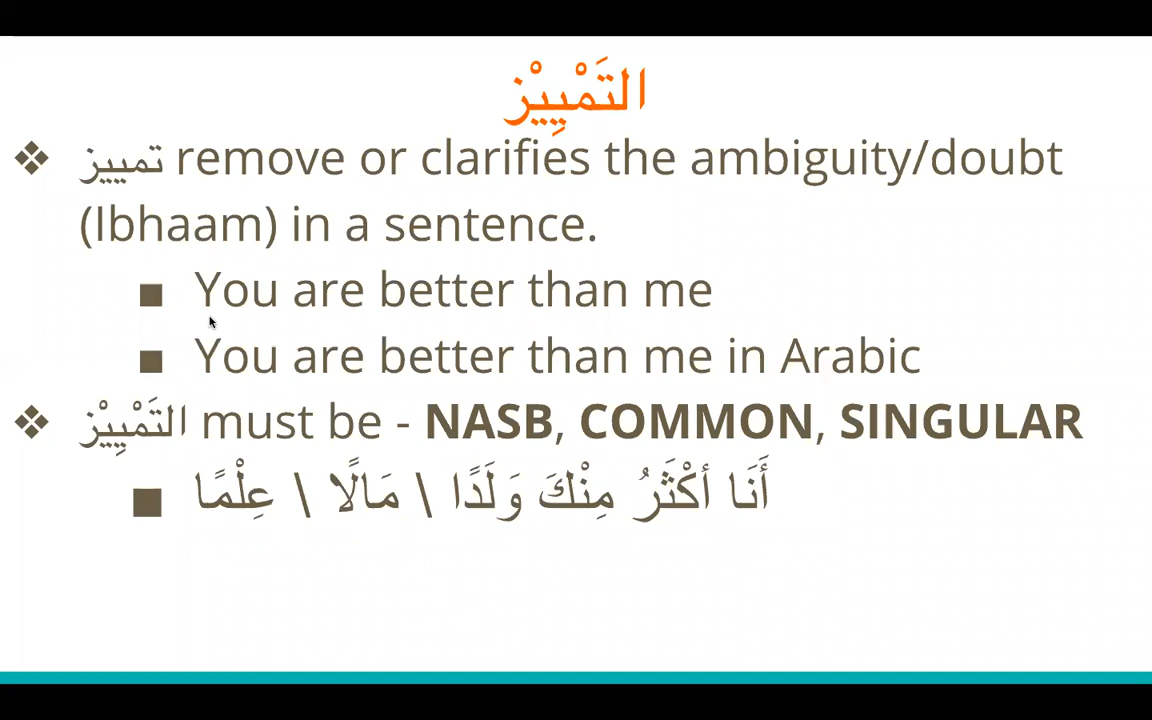 التَمْيِيْز
❖ تمييز remove or clarifies the ambiguity/doubt
(Ibhaam) in a sentence.
■ You are better than me
■ You are better than me in Arabic
❖ التَمْيِيْز must be - NASB, COMMON, SINGULAR
■ أَنَا أكْثَرُ مِنْكَ وَلَدًا \ مَالًا \ عِلْمًا